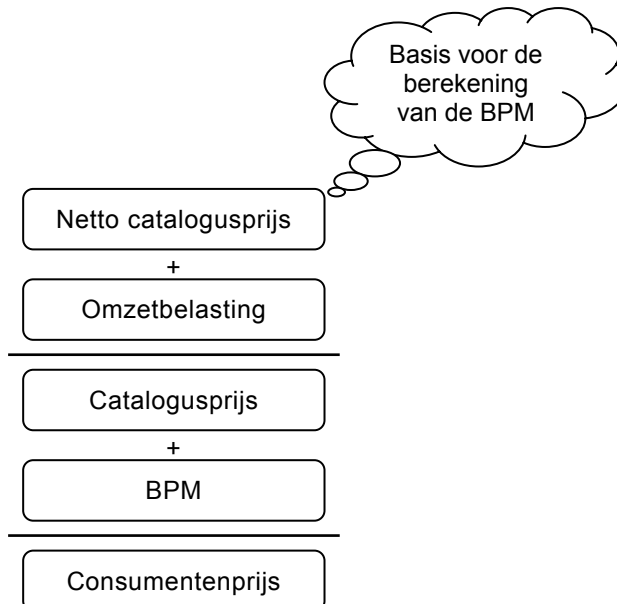 Basis voor de
berekening
van de BPM
Netto catalogusprijs
+
Omzetbelasting
Catalogusprijs
+
BPM
Consumentenprijs